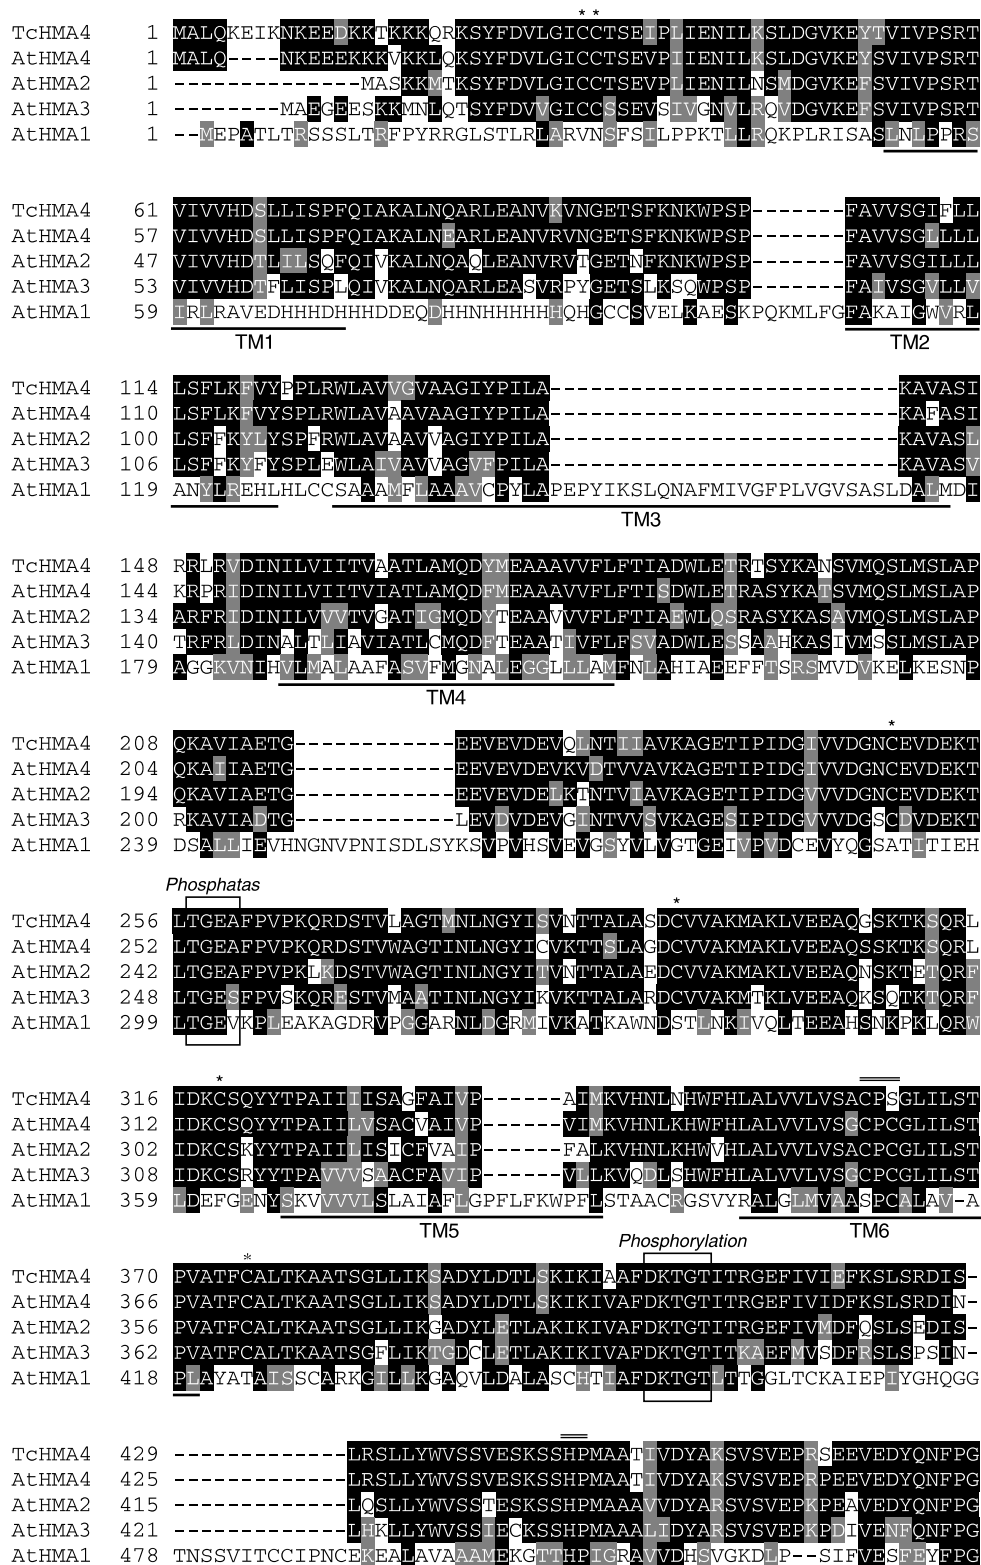 * *
TcHMA4 1 MALQKEIKNKEEDKKTKKKQRKSYFDVLGICCTSEIPLIENILKSLDGVKEYTVIVPSRT
AtHMA4 1 MALQ----NKEEEKKKVKKLQKSYFDVLGICCTSEVPIIENILKSLDGVKEYSVIVPSRT
AtHMA2 1 --------------MASKKMTKSYFDVLGICCTSEVPLIENILNSMDGVKEFSVIVPSRT
AtHMA3 1 --------MAEGEESKKMNLQTSYFDVVGICCSSEVSIVGNVLRQVDGVKEFSVIVPSRT
AtHMA1 1 --MEPATLTRSSSLTRFPYRRGLSTLRLARVNSFSILPPKTLLRQKPLRISASLNLPPRS
TcHMA4 61 VIVVHDSLLISPFQIAKALNQARLEANVKVNGETSFKNKWPSP-------FAVVSGIFLL
AtHMA4 57 VIVVHDSLLISPFQIAKALNEARLEANVRVNGETSFKNKWPSP-------FAVVSGLLLL
AtHMA2 47 VIVVHDTLILSQFQIVKALNQAQLEANVRVTGETNFKNKWPSP-------FAVVSGILLL
AtHMA3 53 VIVVHDTFLISPLQIVKALNQARLEASVRPYGETSLKSQWPSP-------FAIVSGVLLV
AtHMA1 59 IRLRAVEDHHHDHHHDDEQDHHNHHHHHHQHGCCSVELKAESKPQKMLFGFAKAIGWVRL
TM1 TM2
TcHMA4 114 LSFLKFVYPPLRWLAVVGVAAGIYPILA--------------------------KAVASI
AtHMA4 110 LSFLKFVYSPLRWLAVAAVAAGIYPILA--------------------------KAFASI
AtHMA2 100 LSFFKYLYSPFRWLAVAAVVAGIYPILA--------------------------KAVASL
AtHMA3 106 LSFFKYFYSPLEWLAIVAVVAGVFPILA--------------------------KAVASV
AtHMA1 119 ANYLREHLHLCCSAAAMFLAAAVCPYLAPEPYIKSLQNAFMIVGFPLVGVSASLDALMDI
TM3
TcHMA4 148 RRLRVDINILVIITVAATLAMQDYMEAAAVVFLFTIADWLETRTSYKANSVMQSLMSLAP
AtHMA4 144 KRPRIDINILVIITVIATLAMQDFMEAAAVVFLFTISDWLETRASYKATSVMQSLMSLAP
AtHMA2 134 ARFRIDINILVVVTVGATIGMQDYTEAAVVVFLFTIAEWLQSRASYKASAVMQSLMSLAP
AtHMA3 140 TRFRLDINALTLIAVIATLCMQDFTEAATIVFLFSVADWLESSAAHKASIVMSSLMSLAP
AtHMA1 179 AGGKVNIHVLMALAAFASVFMGNALEGGLLLAMFNLAHIAEEFFTSRSMVDVKELKESNP
TM4
*
TcHMA4 208 QKAVIAETG------------EEVEVDEVQLNTIIAVKAGETIPIDGIVVDGNCEVDEKT
AtHMA4 204 QKAIIAETG------------EEVEVDEVKVDTVVAVKAGETIPIDGIVVDGNCEVDEKT
AtHMA2 194 QKAVIAETG------------EEVEVDELKTNTVIAVKAGETIPIDGVVVDGNCEVDEKT
AtHMA3 200 RKAVIADTG------------LEVDVDEVGINTVVSVKAGESIPIDGVVVDGSCDVDEKT
AtHMA1 239 DSALLIEVHNGNVPNISDLSYKSVPVHSVEVGSYVLVGTGEIVPVDCEVYQGSATITIEH
Phosphatas *
TcHMA4 256 LTGEAFPVPKQRDSTVLAGTMNLNGYISVNTTALASDCVVAKMAKLVEEAQGSKTKSQRL
AtHMA4 252 LTGEAFPVPKQRDSTVWAGTINLNGYICVKTTSLAGDCVVAKMAKLVEEAQSSKTKSQRL
AtHMA2 242 LTGEAFPVPKLKDSTVWAGTINLNGYITVNTTALAEDCVVAKMAKLVEEAQNSKTETQRF
AtHMA3 248 LTGESFPVSKQRESTVMAATINLNGYIKVKTTALARDCVVAKMTKLVEEAQKSQTKTQRF
AtHMA1 299 LTGEVKPLEAKAGDRVPGGARNLDGRMIVKATKAWNDSTLNKIVQLTEEAHSNKPKLQRW
*
TcHMA4 316 IDKCSQYYTPAIIIISAGFAIVP------AIMKVHNLNHWFHLALVVLVSACPSGLILST
AtHMA4 312 IDKCSQYYTPAIILVSACVAIVP------VIMKVHNLKHWFHLALVVLVSGCPCGLILST
AtHMA2 302 IDKCSKYYTPAIILISICFVAIP------FALKVHNLKHWVHLALVVLVSACPCGLILST
AtHMA3 308 IDKCSRYYTPAVVVVSAACFAVIP-----VLLKVQDLSHWFHLALVVLVSGCPCGLILST
AtHMA1 359 LDEFGENYSKVVVVLSLAIAFLGPFLFKWPFLSTAACRGSVYRALGLMVAASPCALAV-A
TM5 TM6
* Phosphorylation
TcHMA4 370 PVATFCALTKAATSGLLIKSADYLDTLSKIKIAAFDKTGTITRGEFIVIEFKSLSRDIS-
AtHMA4 366 PVATFCALTKAATSGLLIKSADYLDTLSKIKIVAFDKTGTITRGEFIVIDFKSLSRDIN-
AtHMA2 356 PVATFCALTKAATSGLLIKGADYLETLAKIKIVAFDKTGTITRGEFIVMDFQSLSEDIS-
AtHMA3 362 PVATFCALTKAATSGFLIKTGDCLETLAKIKIVAFDKTGTITKAEFMVSDFRSLSPSIN-
AtHMA1 418 PLAYATAISSCARKGILLKGAQVLDALASCHTIAFDKTGTLTTGGLTCKAIEPIYGHQGG
TcHMA4 429 -------------LRSLLYWVSSVESKSSHPMAATIVDYAKSVSVEPRSEEVEDYQNFPG
AtHMA4 425 -------------LRSLLYWVSSVESKSSHPMAATIVDYAKSVSVEPRPEEVEDYQNFPG
AtHMA2 415 -------------LQSLLYWVSSTESKSSHPMAAAVVDYARSVSVEPKPEAVEDYQNFPG
AtHMA3 421 -------------LHKLLYWVSSIECKSSHPMAAALIDYARSVSVEPKPDIVENFQNFPG
AtHMA1 478 TNSSVITCCIPNCEKEALAVAAAMEKGTTHPIGRAVVDHSVGKDLP--SIFVESFEYFPG